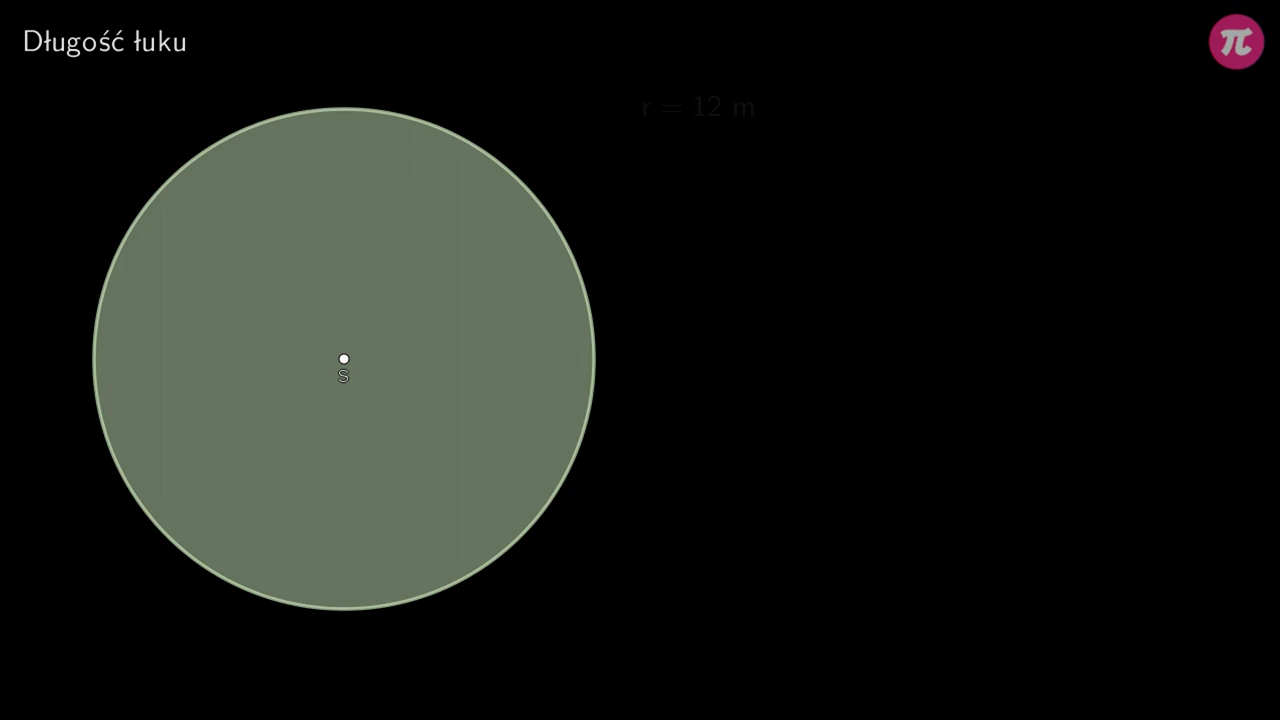 Długość łuku
π
r = 12 m
S